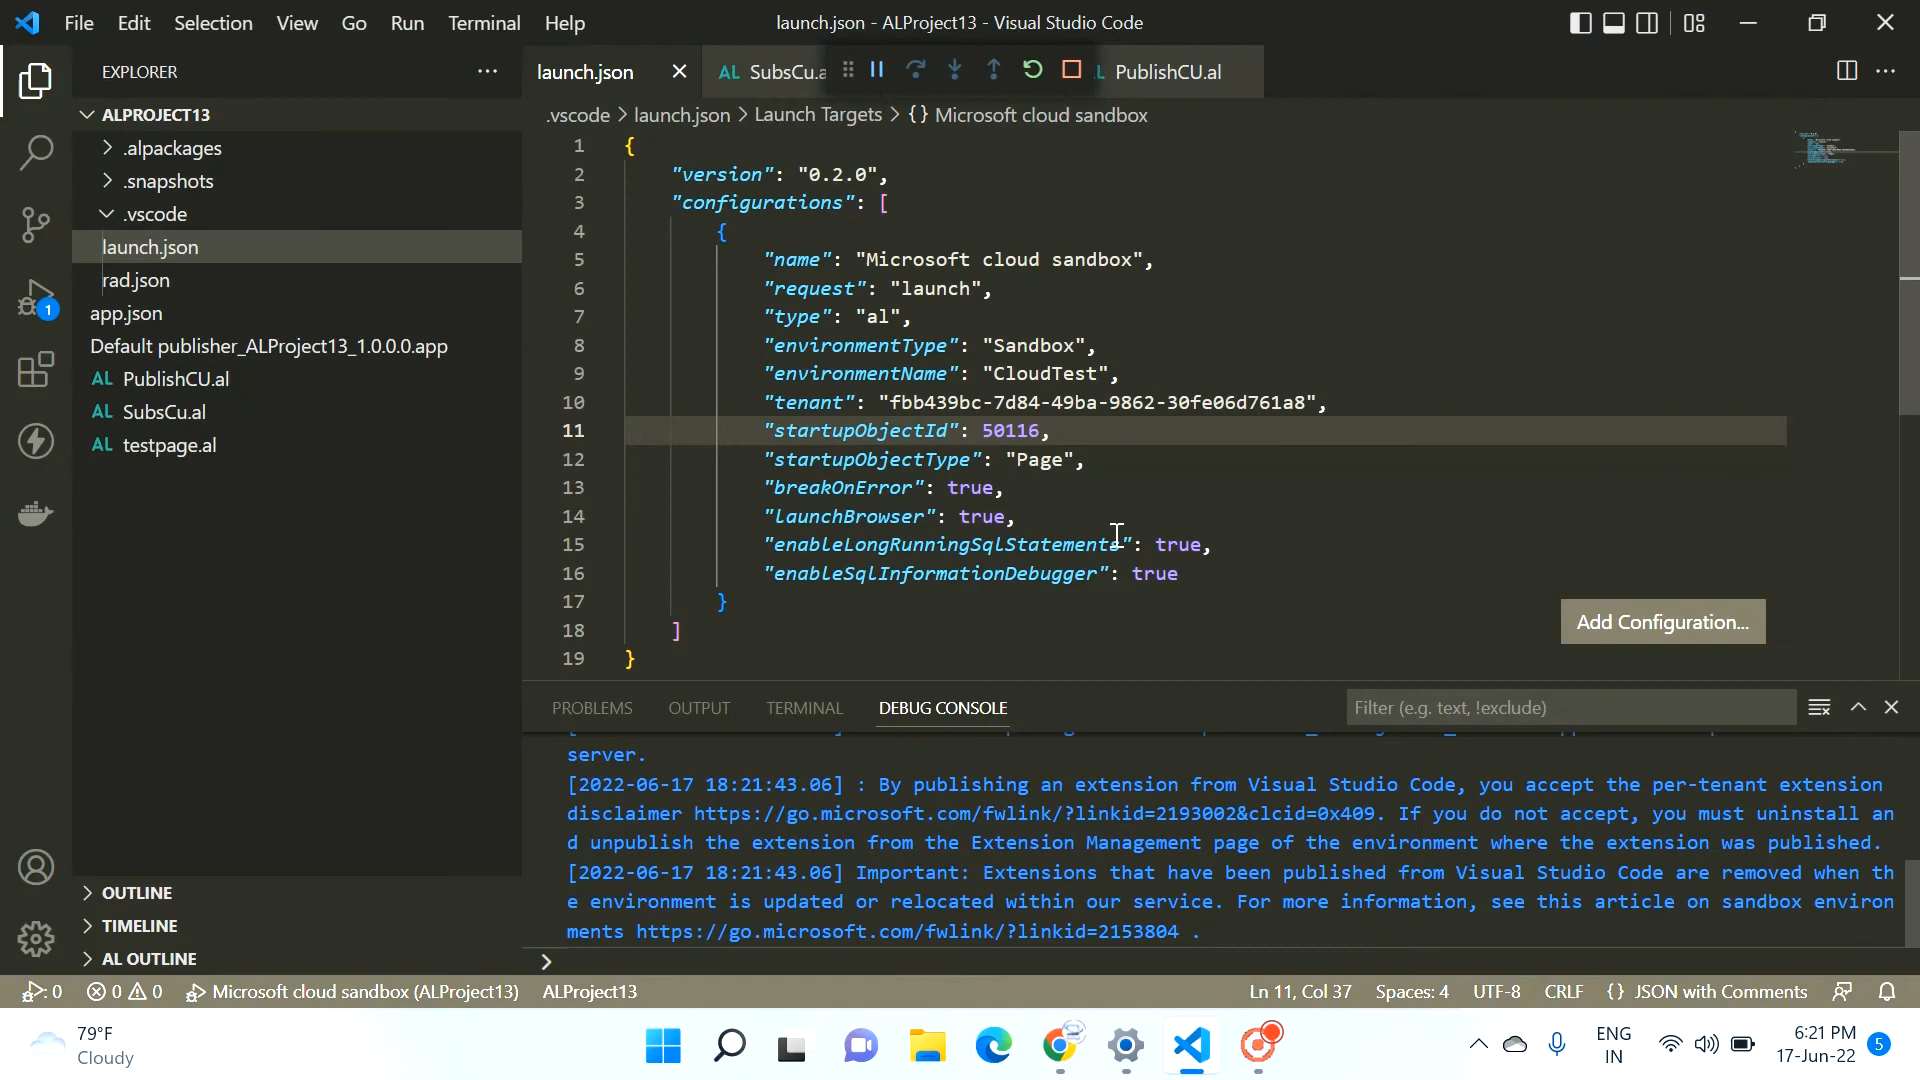 File Edit Selection View Go Run Terminal Help
launch.json - ALProject13 - Visual Studio Code
EXPLORER
ALPROJECT13
.alpackages
.snapshots
.vscode
launch.json
rad.json
app.json
Default publisher_ALProject13_1.0.0.0.app
AL PublishCU.al
AL SubsCu.al
AL testpage.al
OUTLINE
TIMELINE
AL OUTLINE
1
launch.json AL SubsCu.a PublishCU.al
.vscode > launch.json > Launch Targets > {} Microsoft cloud sandbox
1 {
2 "version": "0.2.0",
3 "configurations": [
4 {
5 "name": "Microsoft cloud sandbox",
6 "request": "launch",
7 "type": "al",
8 "environmentType": "Sandbox",
9 "environmentName": "CloudTest",
10 "tenant": "fbb439bc-7d84-49ba-9862-30fe06d761a8",
11 "startupObjectId": 50116,
12 "startupObjectType": "Page",
13 "breakOnError": true,
14 "launchBrowser": true,
15 "enableLongRunningSqlStatements": true,
16 "enableSqlInformationDebugger": true
17 }
18 ]
19 }
Add Configuration...
PROBLEMS OUTPUT TERMINAL DEBUG CONSOLE
Filter (e.g. text, !exclude)
server.
[2022-06-17 18:21:43.06] : By publishing an extension from Visual Studio Code, you accept the per-tenant extension
disclaimer https://go.microsoft.com/fwlink/?linkid=2193002&clcid=0x409. If you do not accept, you must uninstall an
d unpublish the extension from the Extension Management page of the environment where the extension was published.
[2022-06-17 18:21:43.06] Important: Extensions that have been published from Visual Studio Code are removed when th
e environment is updated or relocated within our service. For more information, see this article on sandbox environ
ments https://go.microsoft.com/fwlink/?linkid=2153804 .
>
: 0 0 0 Microsoft cloud sandbox (ALProject13) ALProject13
Ln 11, Col 37 Spaces: 4 UTF-8 CRLF {} JSON with Comments
79°F
Cloudy
ENG
IN
6:21 PM
17-Jun-22
5